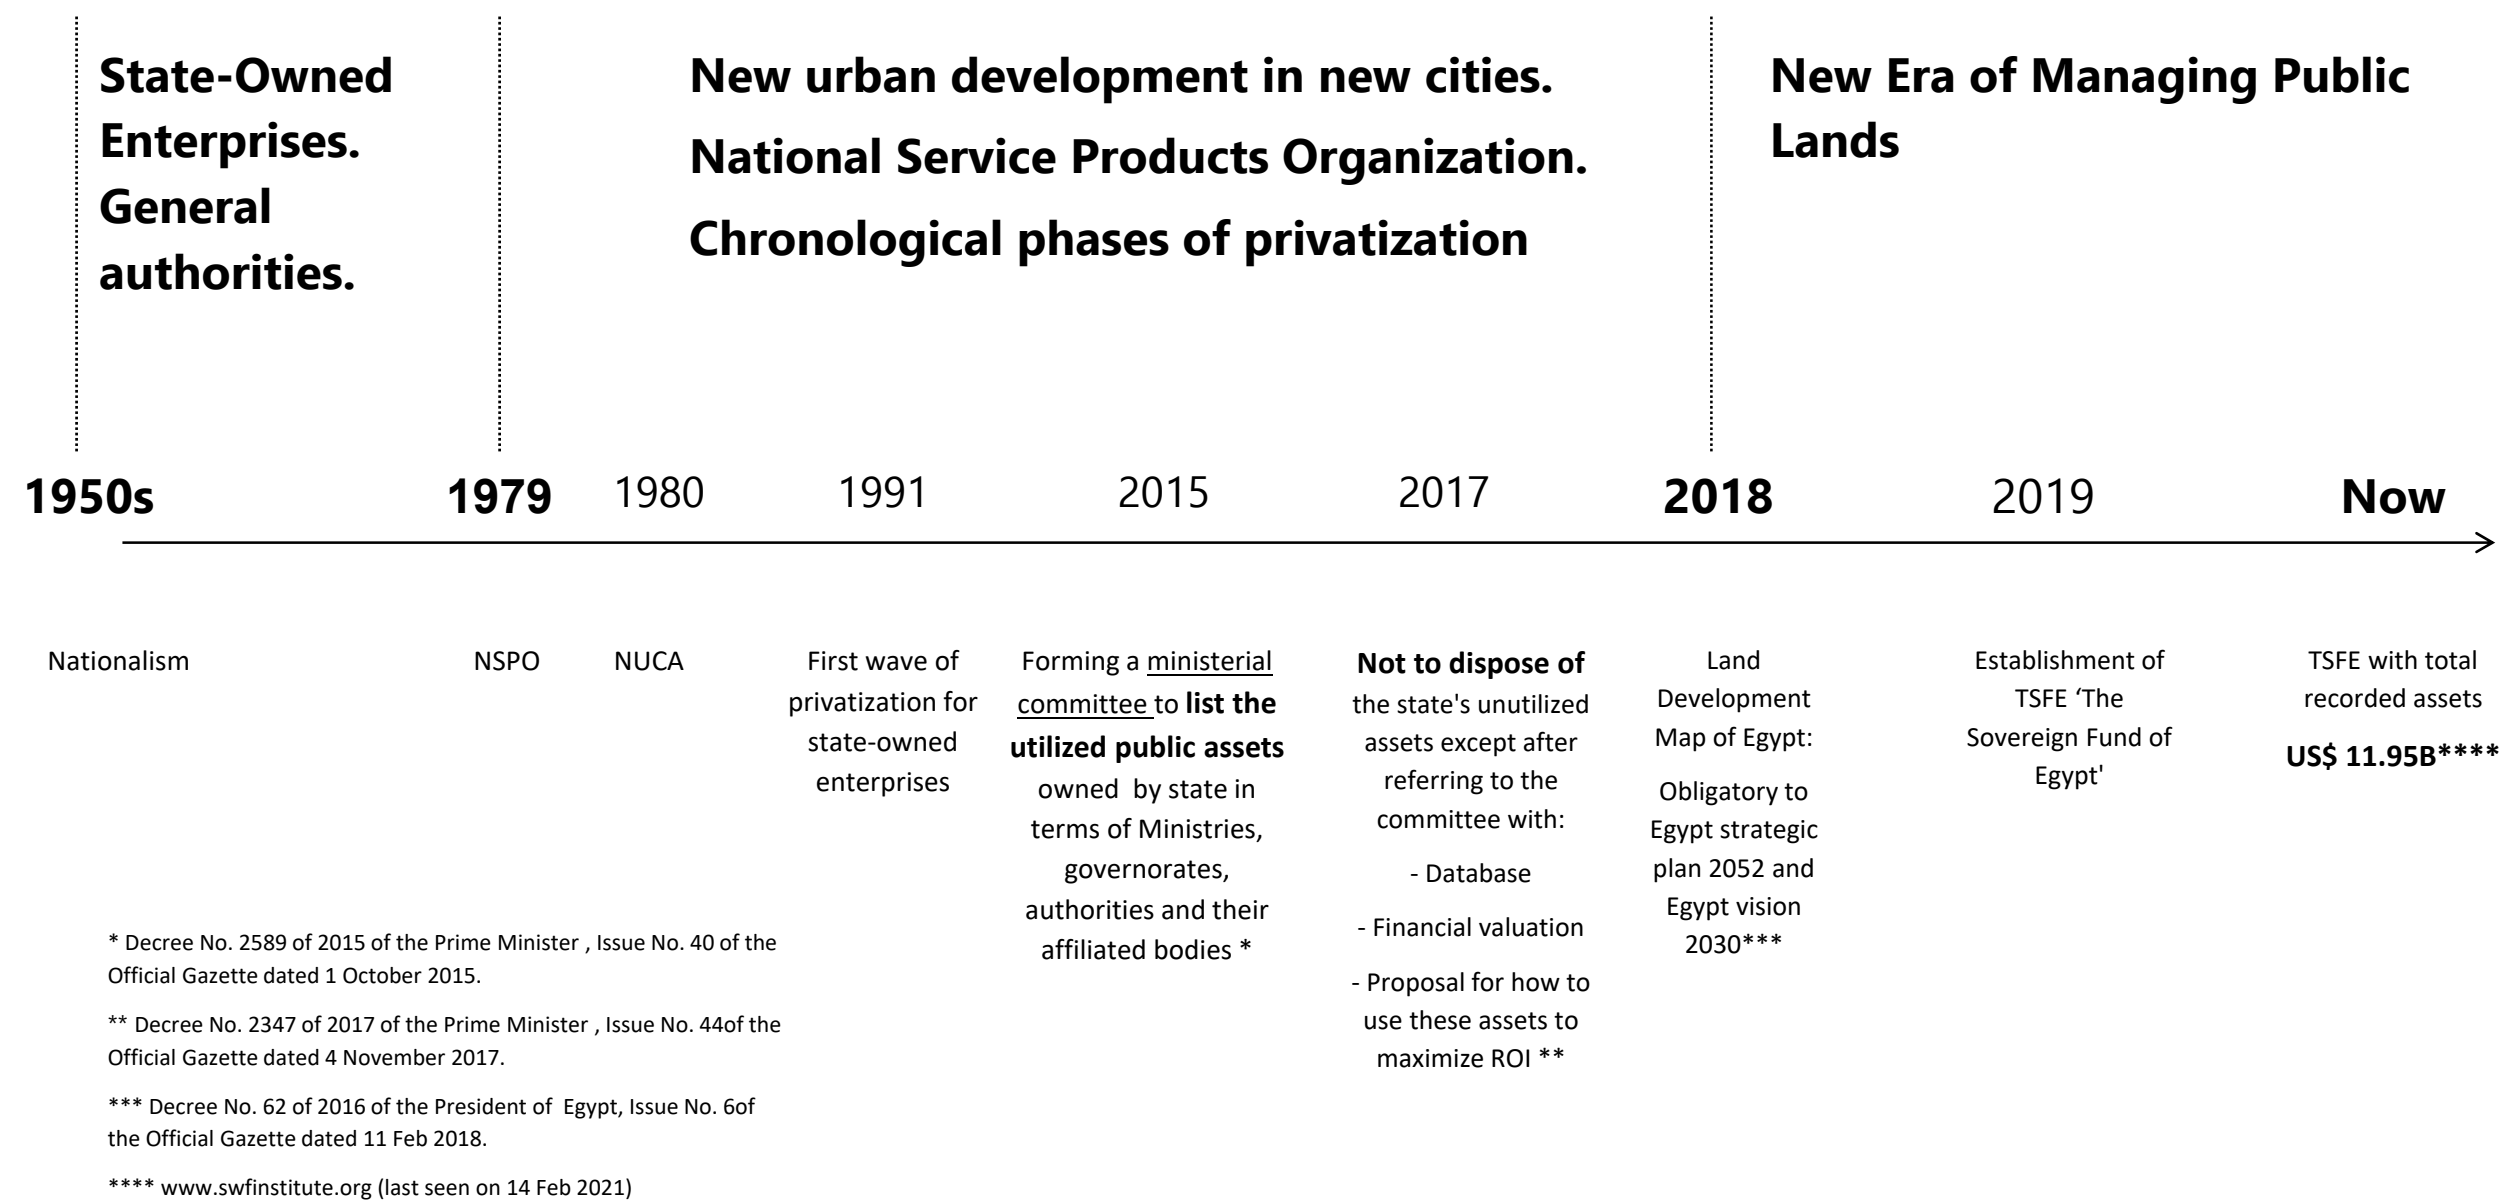 State-Owned
Enterprises.
General
authorities.
New urban development in new cities.
National Service Products Organization.
Chronological phases of privatization
New Era of Managing Public
Lands
1950s
1979
1980
1991
2015
2017
2018
2019
Now
Nationalism
NSPO
NUCA
First wave of
privatization for
state-owned
enterprises
Forming a ministerial
committee to list the
utilized public assets
owned  by state in
terms of Ministries,
governorates,
authorities and their
affiliated bodies *
Not to dispose of
the state's unutilized
assets except after
referring to the
committee with:
- Database
- Financial valuation
- Proposal for how to
use these assets to
maximize ROI **
Land
Development
Map of Egypt:
Obligatory to
Egypt strategic
plan 2052 and
Egypt vision
2030***
Establishment of
TSFE ‘The
Sovereign Fund of
Egypt'
TSFE with total
recorded assets
US$ 11.95B****
* Decree No. 2589 of 2015 of the Prime Minister , Issue No. 40 of the
Official Gazette dated 1 October 2015.
** Decree No. 2347 of 2017 of the Prime Minister , Issue No. 44of the
Official Gazette dated 4 November 2017.
*** Decree No. 62 of 2016 of the President of  Egypt, Issue No. 6of
the Official Gazette dated 11 Feb 2018.
**** www.swfinstitute.org (last seen on 14 Feb 2021)